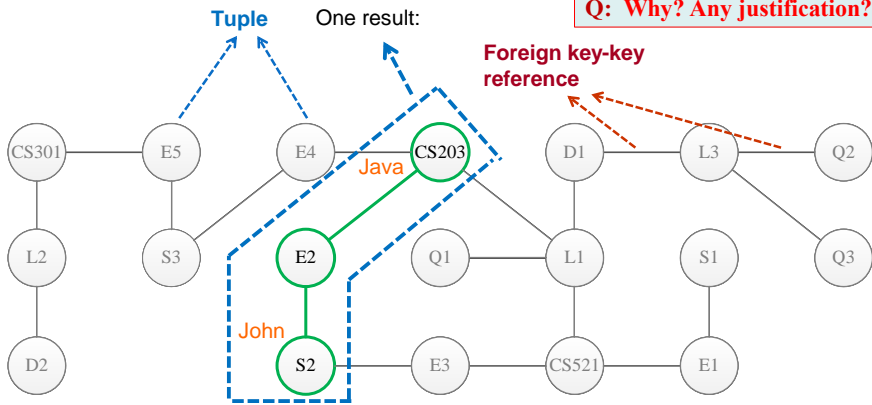 Q: Why? Any justification?
Tuple
One result:
Foreign key-key
reference
CS301
E5
E4
CS203
D1
L3
Q2
Java
L2
S3
E2
Q1
L1
S1
Q3
John
D2
S2
E3
CS521
E1